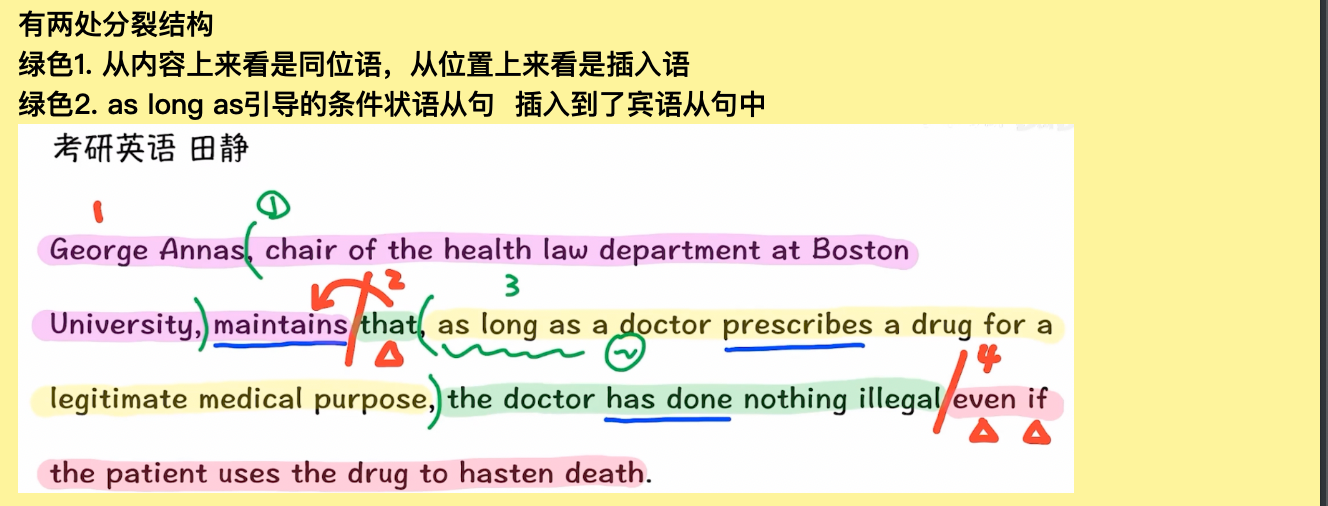 有两处分裂结构
绿色1. 从内容上来看是同位语，从位置上来看是插入语
绿色2. as long as引导的条件状语从句 插入到了宾语从句中
考研英语 田静
1 ①
George Annas, chair of the health law department at Boston
2 3
University, maintains that, as long as a doctor prescribes a drug for a
② 4
legitimate medical purpose, the doctor has done nothing illegal even if
the patient uses the drug to hasten death.